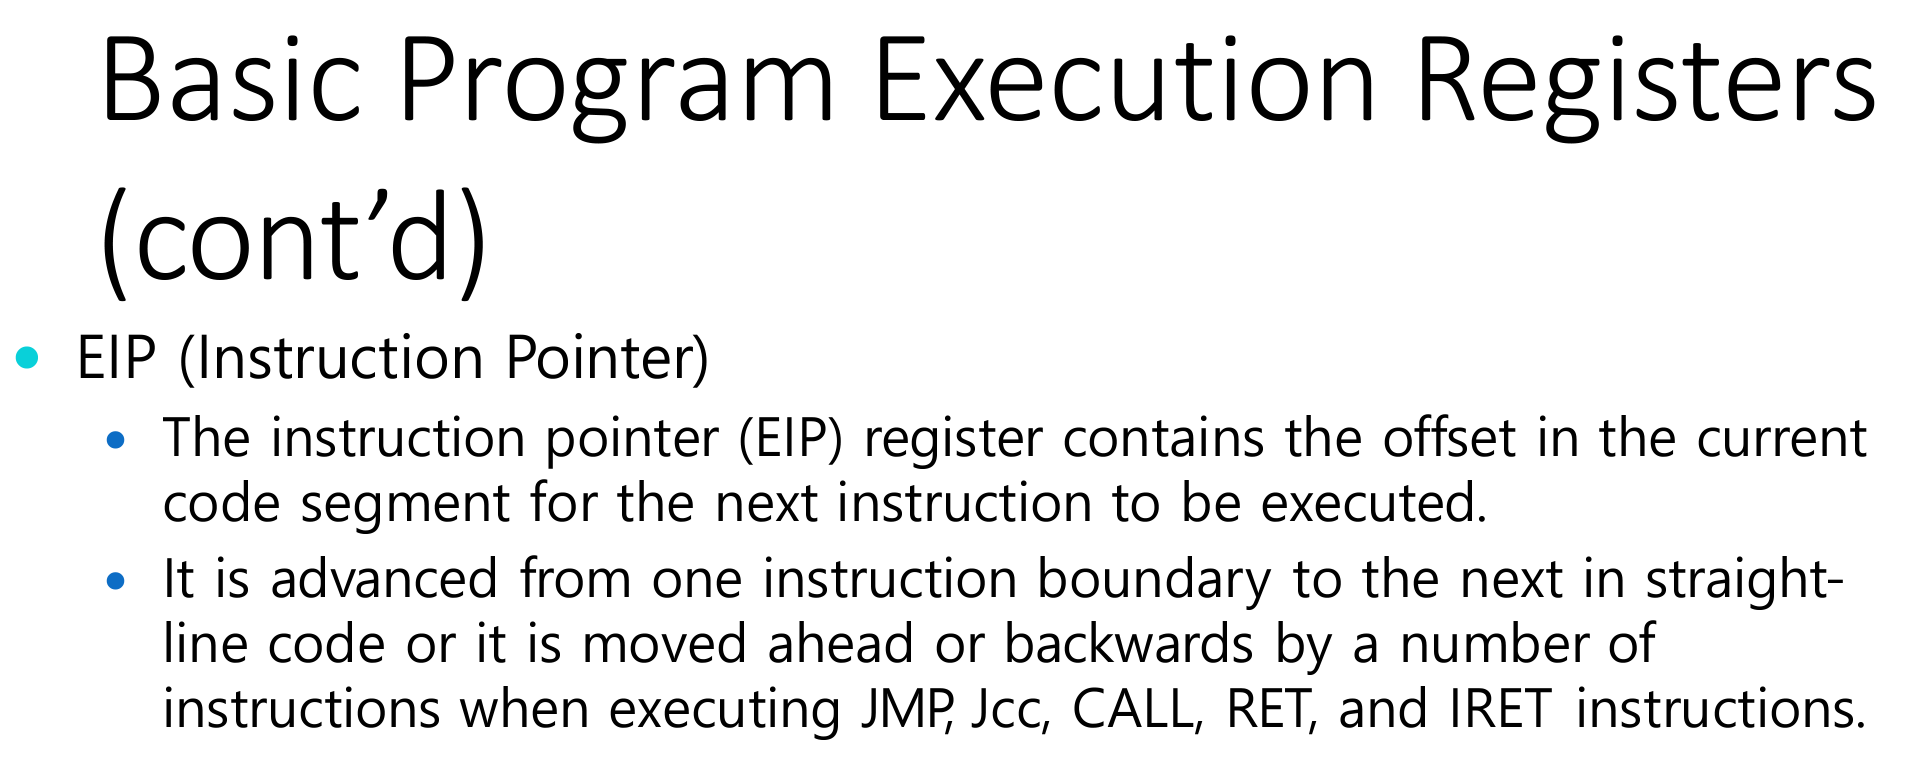 Basic Program Execution Registers
(cont’d)
• EIP (Instruction Pointer)
• The instruction pointer (EIP) register contains the offset in the current
code segment for the next instruction to be executed.
• It is advanced from one instruction boundary to the next in straight-
line code or it is moved ahead or backwards by a number of
instructions when executing JMP, Jcc, CALL, RET, and IRET instructions.